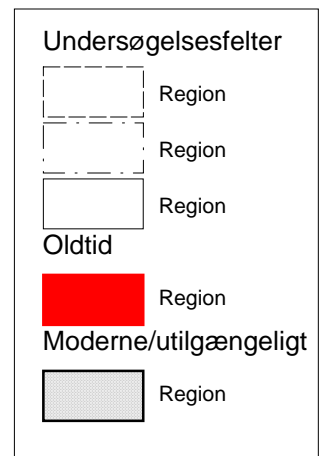 Undersøgelsesfelter
Region
Region
Region
Oldtid
Region
Moderne/utilgængeligt
Region